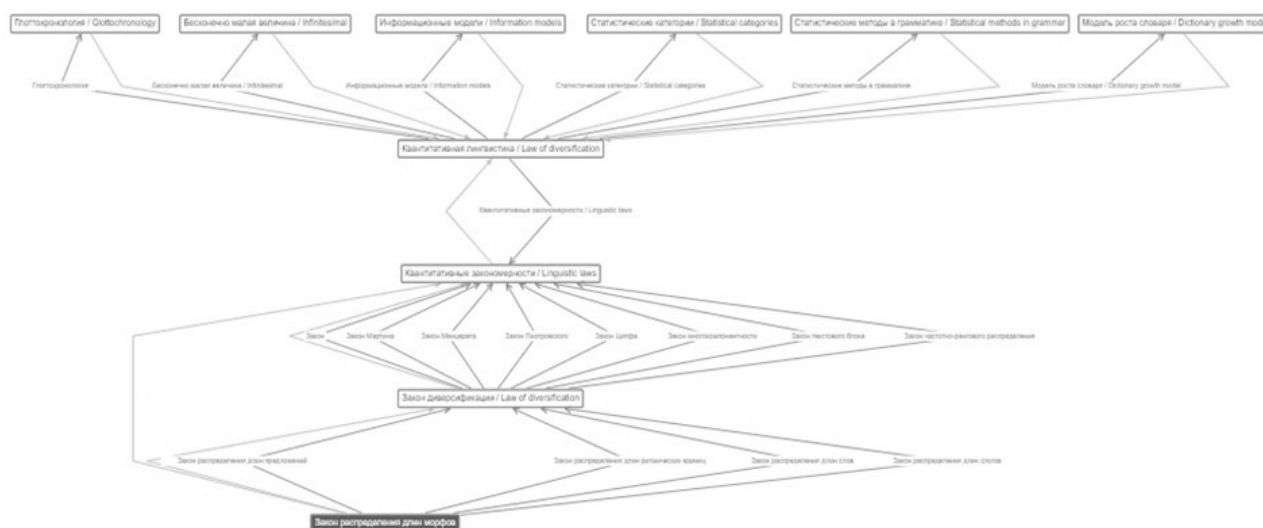 Глоттохронология / Glottochronology
Бесконечно малая величина / Infinitesimal
Информационные модели / Information models
Статистические категории / Statistical categories
Статистические методы в грамматике / Statistical methods in grammar
Модель роста словаря / Dictionary growth mode
Глоттохронология
Бесконечно малая величина / Infinitesimal
Информационные модели / Information models
Статистические категории / Statistical categories
Статистические методы в грамматике
Модель роста словаря / Dictionary growth model
Квантитативная лингвистика / Law of diversification
Квантитативные закономерности / Linguistic laws
Квантитативные закономерности / Linguistic laws
Закон
Закон Мартина
Закон Менцерата
Закон Пиотровского
Закон Ципфа
Закон многокомпонентности
Закон текстового блока
Закон частотно-рангового распределения
Закон диверсификации / Law of diversification
Закон распределения длин предложений
Закон распределения длин ритмических единиц
Закон распределения длин слов
Закон распределения длин слогов
Закон распределения длин морфов